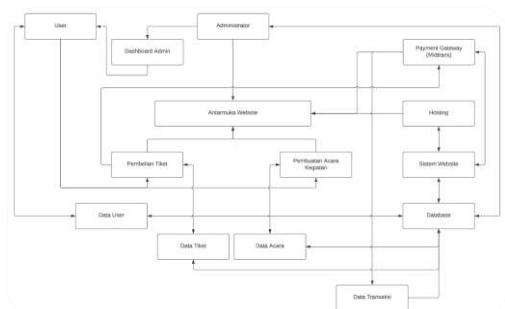 User
Administrator
Dashboard Admin
Payment Gateway
(Midtrans)
Antarmuka Website
Hosting
Pembelian Tiket
Pembuatan Acara
Kegiatan
Sistem Website
Data User
Database
Data Tiket
Data Acara
Data Transaksi